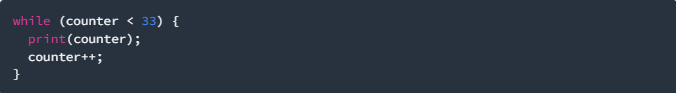 while (counter < 33) {
  print(counter);
  counter++;
}